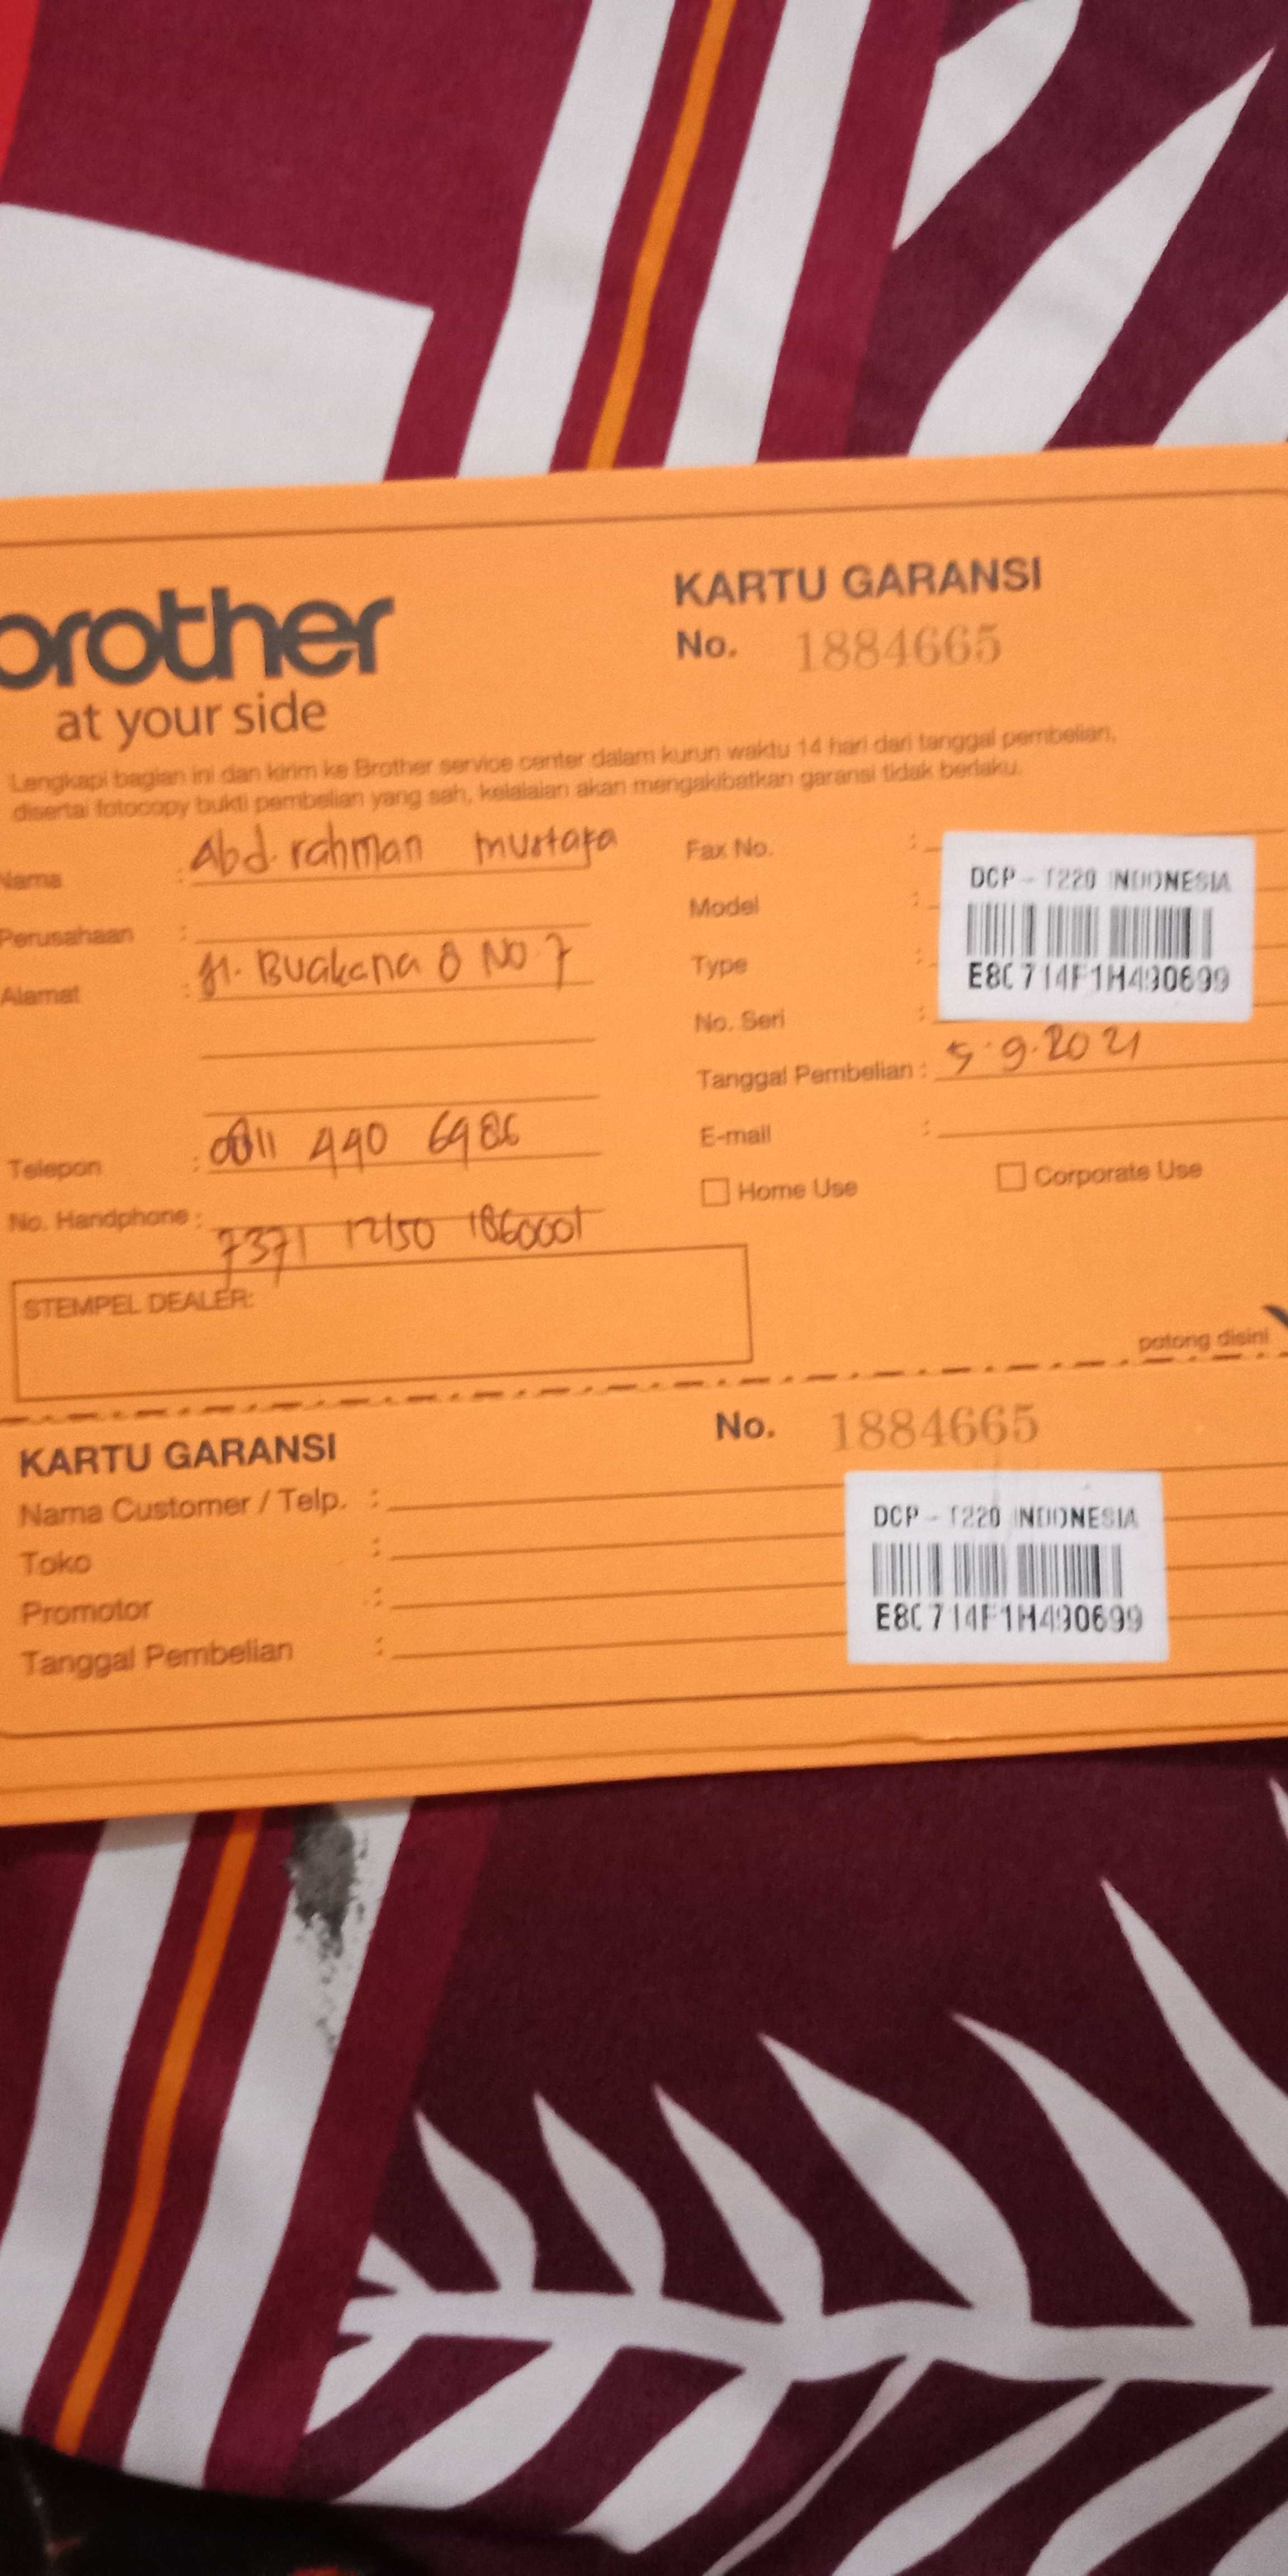 brother
at your side
KARTU GARANSI
No. 1884665
Lengkapi bagian ini dan kirim ke Brother service center dalam kurun waktu 14 hari dari tanggal pembelian,
disertai fotocopy bukti pembelian yang sah, kelalaian akan mengakibatkan garansi tidak berlaku.
Nama : Abd. rahman mustafa
Perusahaan :
Alamat : Jl. Buakana 8 No 7
Telepon : 0811 440 6986
No. Handphone : 7371 12150 1860001
Fax No. :
Model :
Type :
No. Seri :
DCP - T220 INDONESIA
E80714F1H490699
Tanggal Pembelian : 5.9.2021
E-mail :
Home Use
Corporate Use
STEMPEL DEALER:
potong disini
KARTU GARANSI
No. 1884665
Nama Customer / Telp. :
Toko :
Promotor :
Tanggal Pembelian :
DCP - T220 INDONESIA
E80714F1H490699